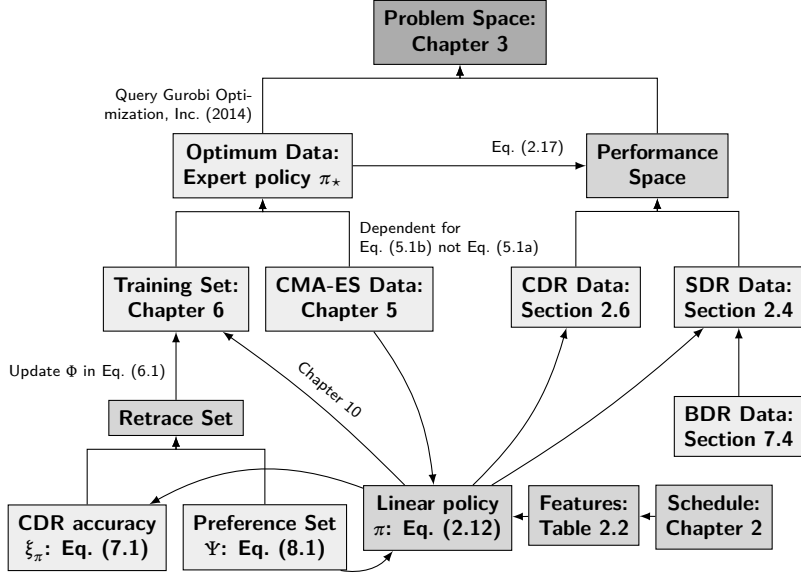 Problem Space:
Chapter 3
Query Gurobi Opti-
mization, Inc. (2014)
Optimum Data:
Expert policy π⋆
Eq. (2.17)
Performance
Space
Dependent for
Eq. (5.1b) not Eq. (5.1a)
Training Set:
Chapter 6
CMA-ES Data:
Chapter 5
CDR Data:
Section 2.6
SDR Data:
Section 2.4
Update Φ in Eq. (6.1)
Chapter 10
Retrace Set
BDR Data:
Section 7.4
CDR accuracy
ξπ: Eq. (7.1)
Preference Set
Ψ: Eq. (8.1)
Linear policy
π: Eq. (2.12)
Features:
Table 2.2
Schedule:
Chapter 2